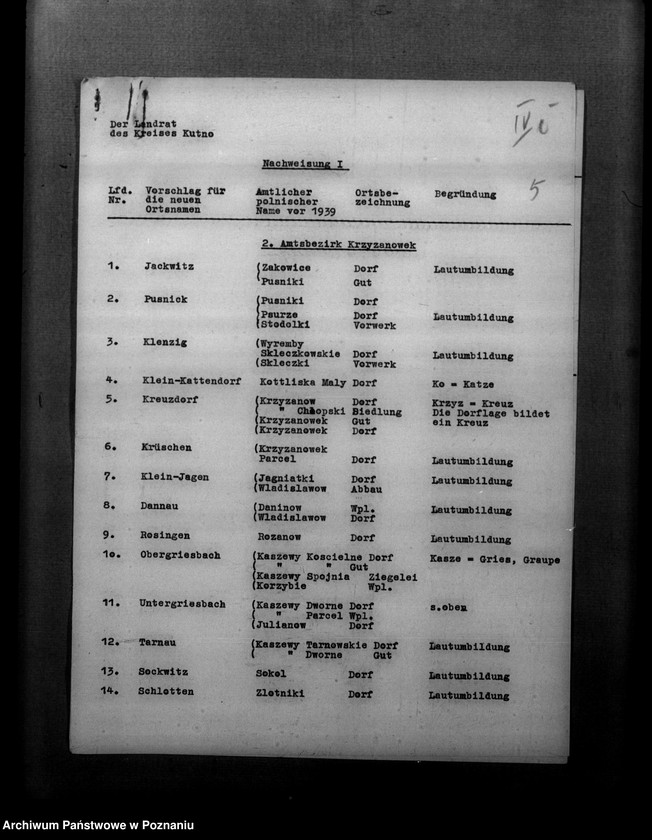 IV
5
Der Landrat
des Kreises Kutno
Nachweisung I
Lfd. Vorschlag für Amtlicher Ortsbe- Begründung
Nr. die neuen polnischer zeichnung
Ortsnamen Name vor 1939
2. Amtsbezirk Krzyzanowek
1. Jackwitz (Zakowice Dorf Lautumbildung
(Pusniki Gut
2. Pusnick (Pusniki Dorf
(Psurze Dorf Lautumbildung
(Stodolki Vorwerk
3. Klenzig (Wyremby
Skleczkowskie Dorf Lautumbildung
(Skleczki Vorwerk
4. Klein-Kattendorf Kottliska Maly Dorf Ko = Katze
5. Kreuzdorf (Krzyzanow Dorf Krzyz = Kreuz
( " Chlopski Siedlung Die Dorflage bildet
(Krzyzanowek Gut ein Kreuz
(Krzyzanowek Dorf
6. Krüschen (Krzyzanowek
Parcel Dorf Lautumbildung
7. Klein-Jagen (Jagniatki Dorf Lautumbildung
(Wladislawow Abbau
8. Dannau (Daninow Wpl. Lautumbildung
(Wladislawow Dorf
9. Rosingen Rozanow Dorf Lautumbildung
1o. Obergriesbach (Kaszewy Koscielne Dorf Kasze = Gries, Graupe
( " " Gut
(Kaszewy Spojnia Ziegelei
(Korzybie Wpl.
11. Untergriesbach (Kaszewy Dworne Dorf s.oben
( " Parcel Wpl.
(Julianow Dorf
12. Tarnau (Kaszewy Tarnowskie Dorf Lautumbildung
( " Dworne Gut
13. Sockwitz Sokol Dorf Lautumbildung
14. Schlotten Zlotniki Dorf Lautumbildung
Archiwum Państwowe w Poznaniu